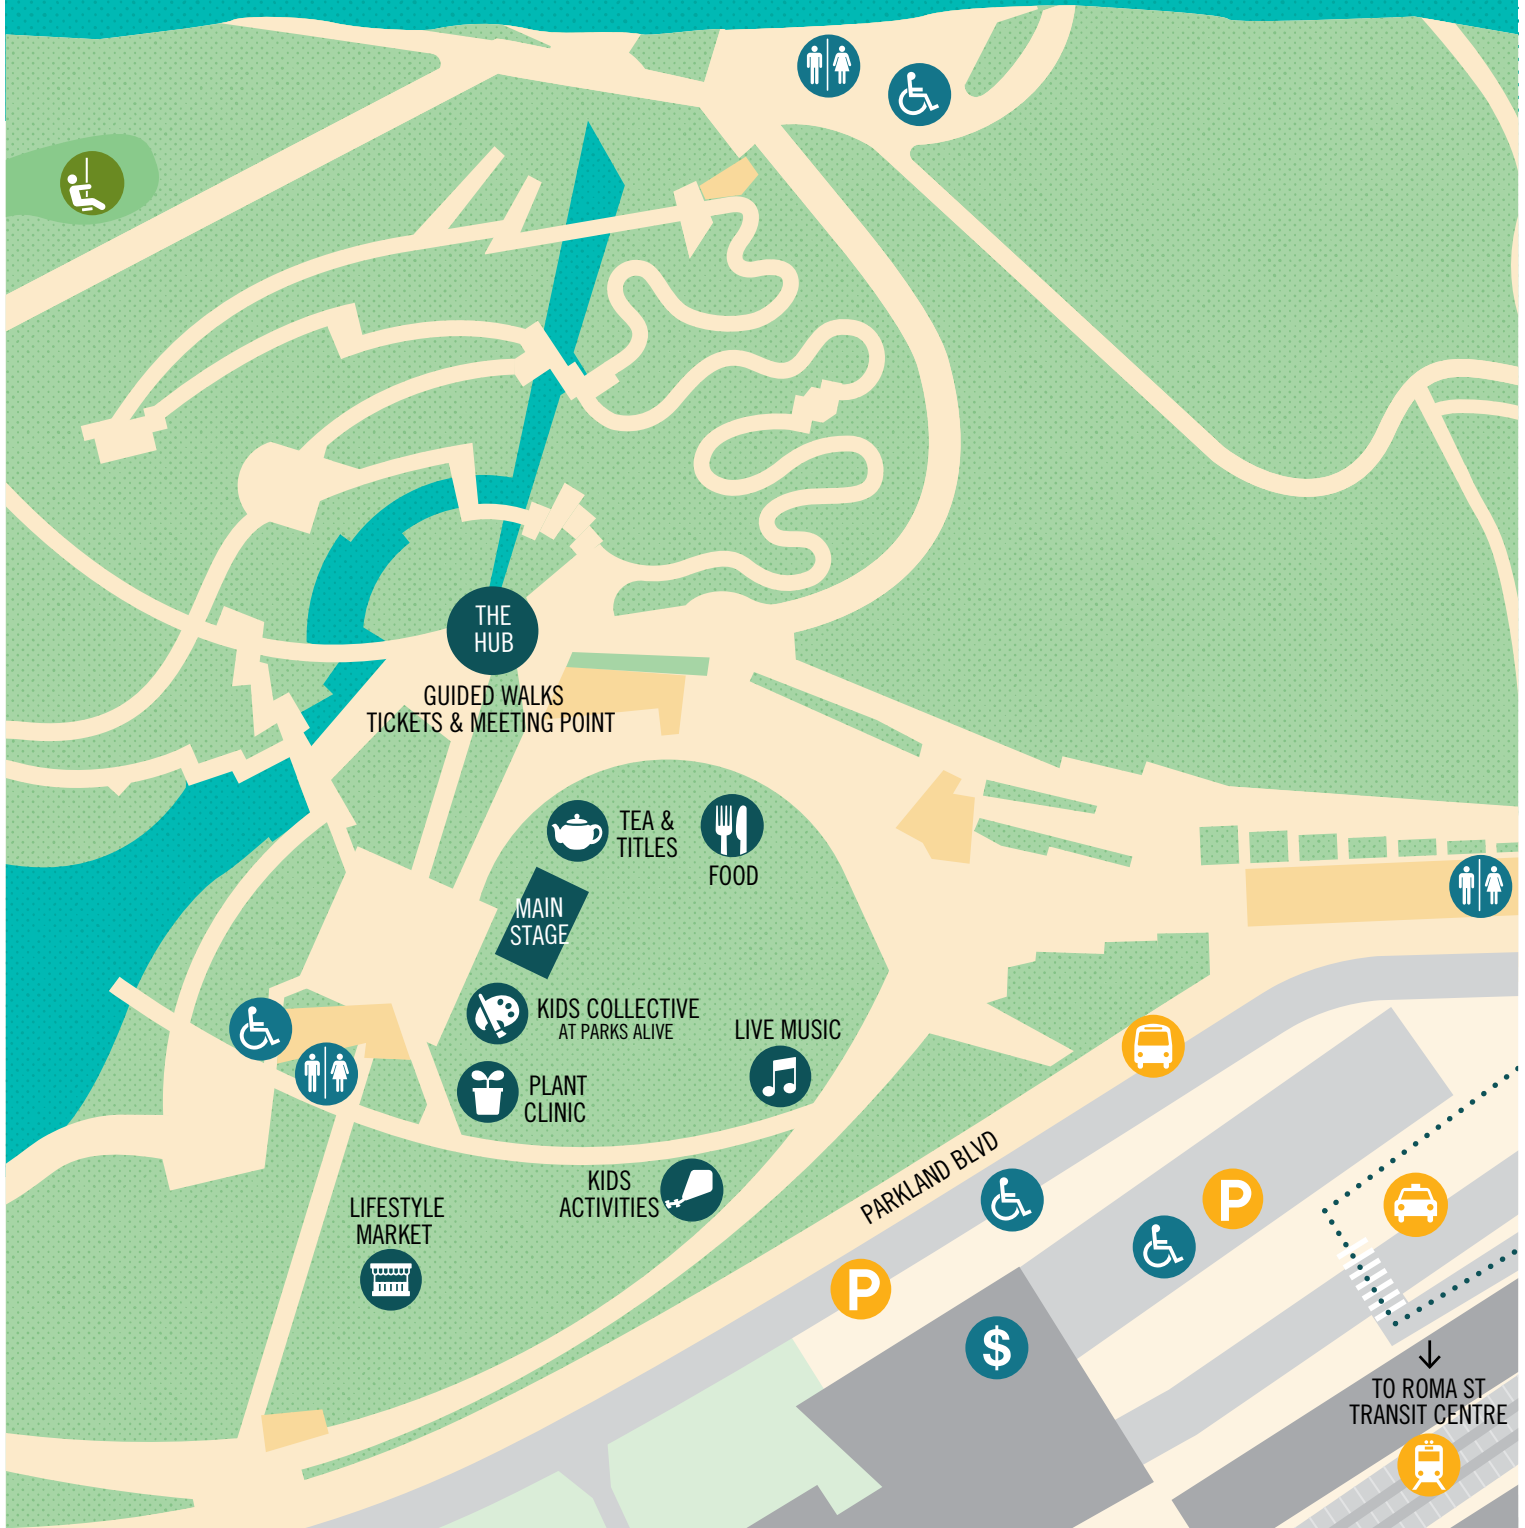 THE
HUB
GUIDED WALKS
TICKETS & MEETING POINT
TEA &
TITLES
FOOD
MAIN
STAGE
KIDS COLLECTIVE
AT PARKS ALIVE
LIVE MUSIC
PLANT
CLINIC
KIDS
ACTIVITIES
LIFESTYLE
MARKET
PARKLAND BLVD
P
P
$
TO ROMA ST
TRANSIT CENTRE